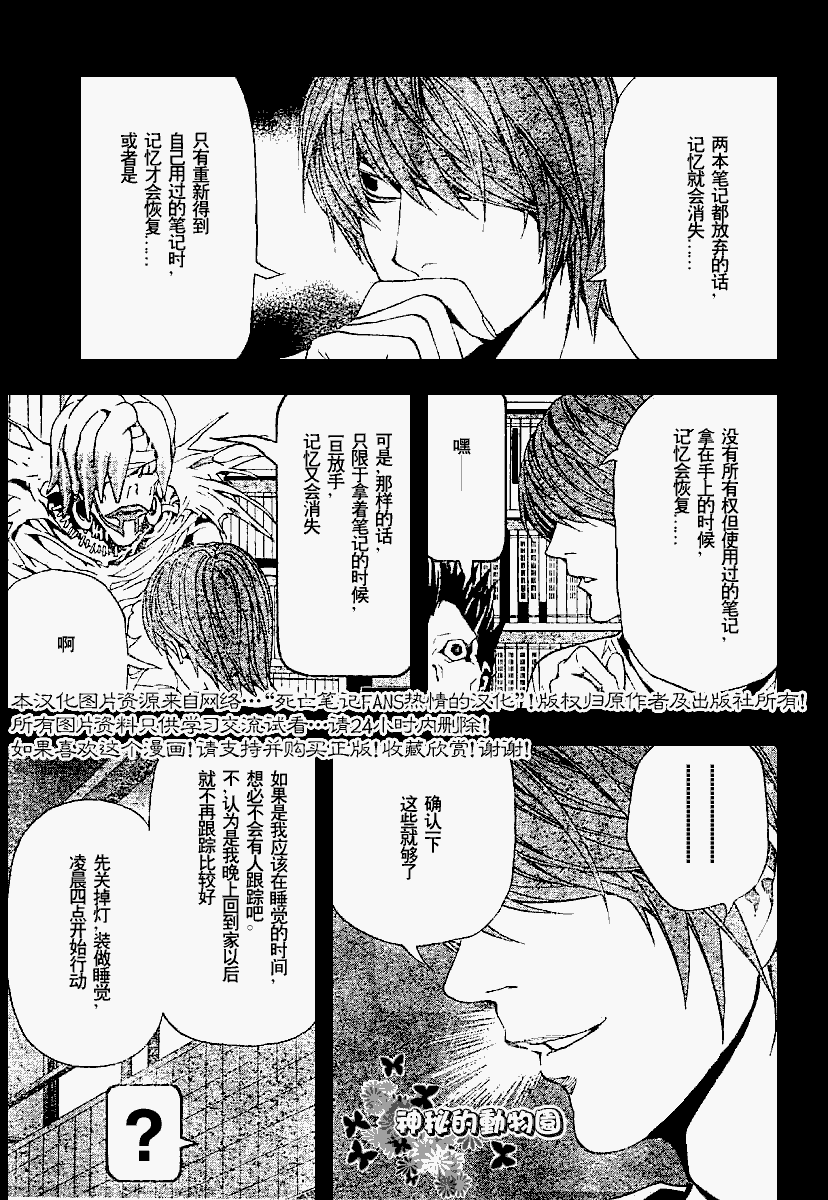 两本笔记都放弃的话，
记忆就会消失……
只有重新得到
自己用过的笔记时，
记忆才会恢复……
或者是
没有所有权但使用过的笔记，
拿在手上的时候，
记忆会恢复……
嘿——
可是，那样的话，
只限于拿着笔记的时候，
一旦放手，
记忆又会消失
啊
本汉化图片资源来自网络…“死亡笔记FANS热情的汉化”!版权归原作者及出版社所有!
所有图片资料只供学习交流试看…请24小时内删除!
如果喜欢这个漫画!请支持并购买正版!收藏欣赏!谢谢!
…………
确认一下
这些就够了
如果是我应该在睡觉的时间，
想必不会有人跟踪吧。
不，认为是我晚上回到家以后
就不再跟踪比较好
先关掉灯，装做睡觉，
凌晨四点开始行动
?
神秘的動物園